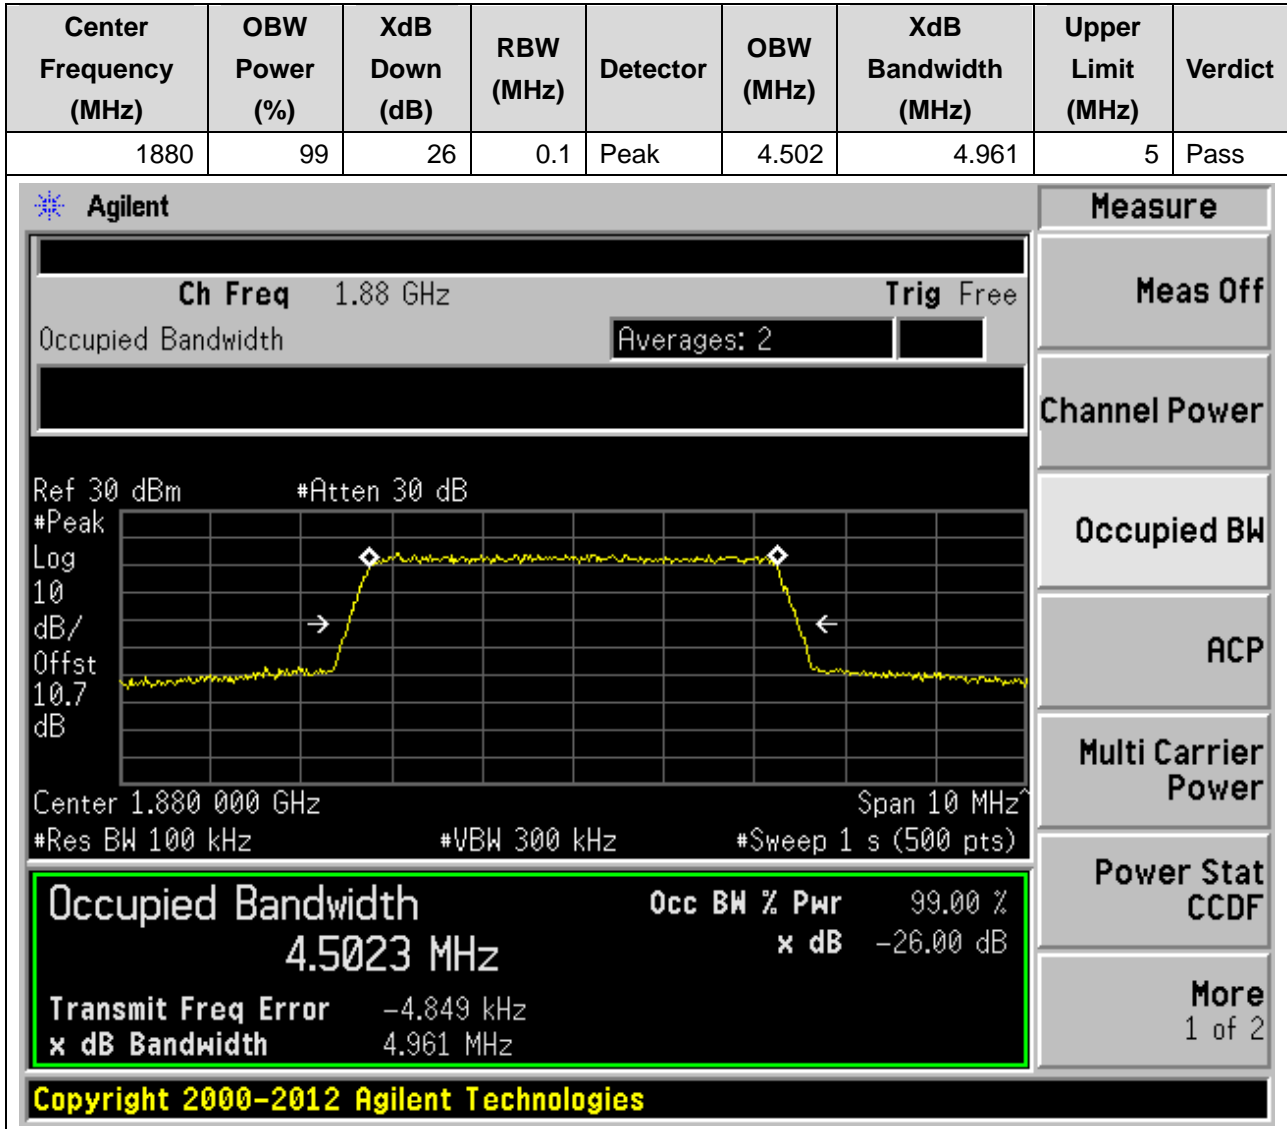 Center Frequency (MHz) OBW Power (%) XdB Down (dB) RBW (MHz) Detector OBW (MHz) XdB Bandwidth (MHz) Upper Limit (MHz) Verdict
1880 99 26 0.1 Peak 4.502 4.961 5 Pass
Agilent
Measure
Ch Freq 1.88 GHz Trig Free
Occupied Bandwidth Averages: 2
Ref 30 dBm #Atten 30 dB
#Peak
Log
10
dB/
Offst
10.7
dB
Center 1.880 000 GHz Span 10 MHz^
#Res BW 100 kHz #VBW 300 kHz #Sweep 1 s (500 pts)
Occupied Bandwidth Occ BW % Pwr 99.00 %
4.5023 MHz x dB -26.00 dB
Transmit Freq Error -4.849 kHz
x dB Bandwidth 4.961 MHz
Meas Off
Channel Power
Occupied BW
ACP
Multi Carrier
Power
Power Stat
CCDF
More
1 of 2
Copyright 2000-2012 Agilent Technologies